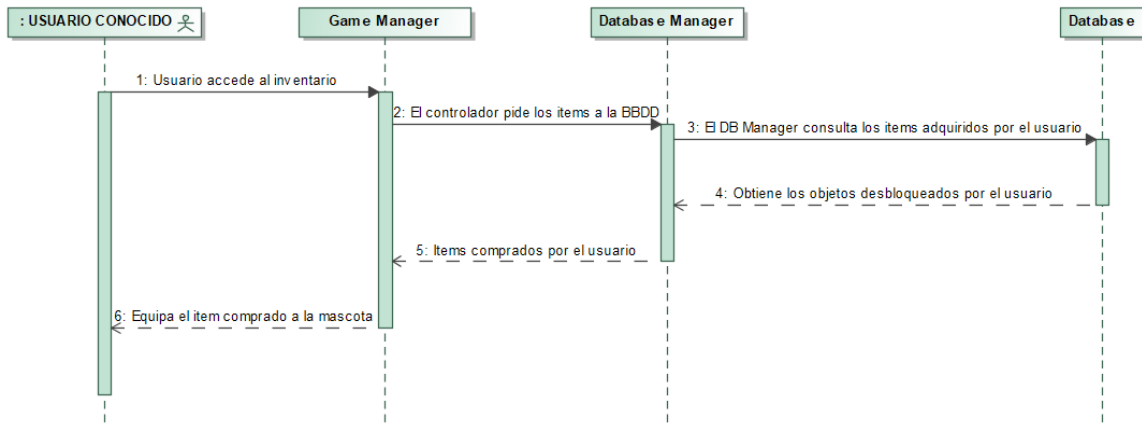 : USUARIO CONOCIDO
Game Manager
Database Manager
Database
1: Usuario accede al inventario
2: El controlador pide los items a la BBDD
3: El DB Manager consulta los items adquiridos por el usuario
4: Obtiene los objetos desbloqueados por el usuario
5: Items comprados por el usuario
6: Equipa el item comprado a la mascota